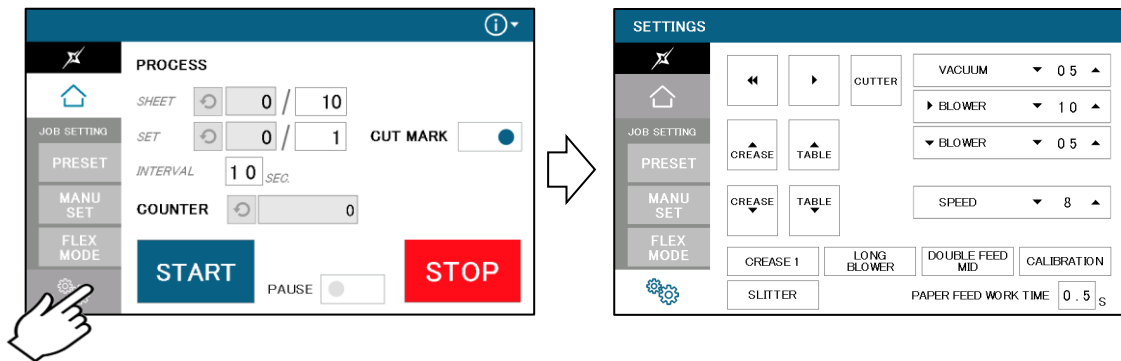 PROCESS
SHEET 0 / 10
SET 0 / 1 CUT MARK
INTERVAL 10 SEC.
COUNTER 0
START PAUSE STOP
JOB SETTING
PRESET
MANU
SET
FLEX
MODE
SETTINGS
JOB SETTING
PRESET
MANU
SET
FLEX
MODE
CUTTER
VACUUM 05
BLOWER 10
BLOWER 05
CREASE TABLE
CREASE TABLE
SPEED 8
CREASE 1
LONG
BLOWER
DOUBLE FEED
MID
CALIBRATION
SLITTER
PAPER FEED WORK TIME 0.5 S